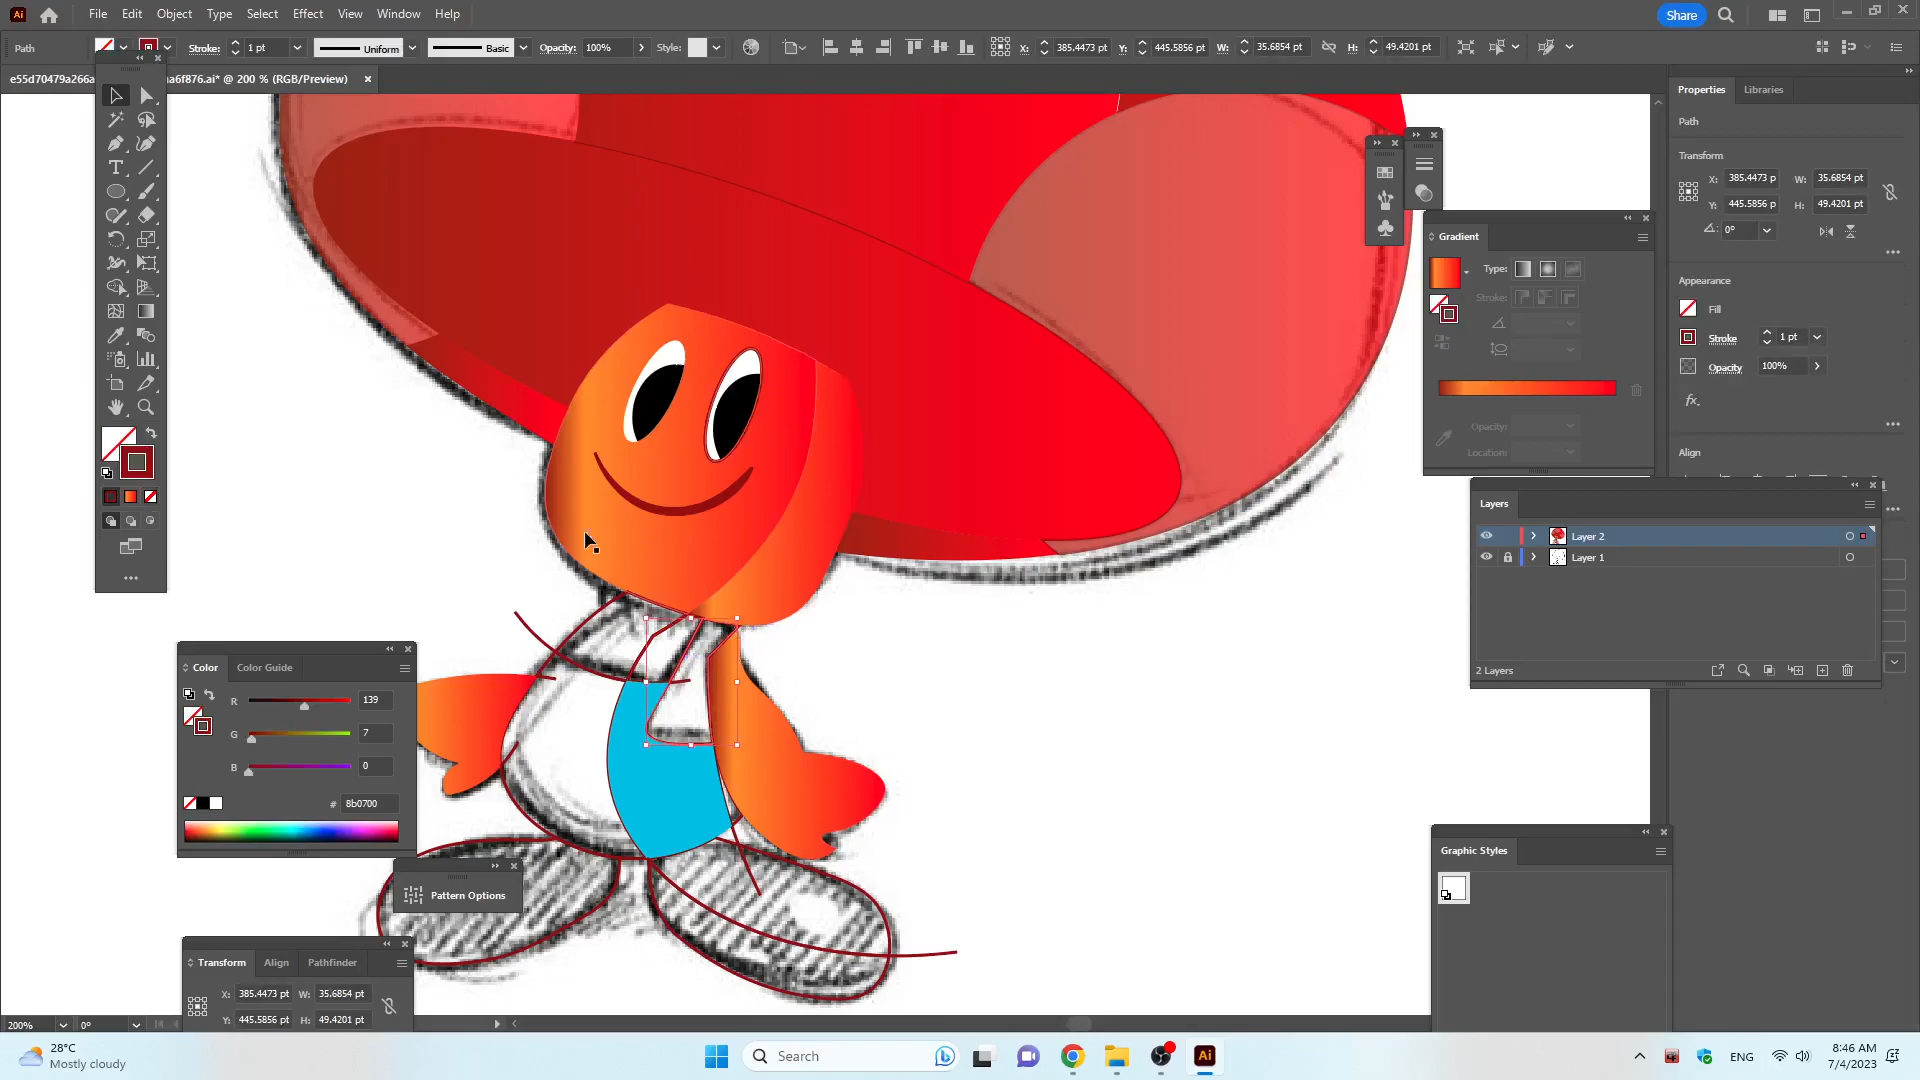 Ai File Edit Object Type Select Effect View Window Help Share
Path Stroke: 1 pt Uniform Basic Opacity: 100% Style: X: 385.4473 pt Y: 445.5856 pt W: 35.6854 pt H: 49.4201 pt
e55d70479a266a a6f876.ai* @ 200 % (RGB/Preview)
Properties Libraries
Path
Transform
X: 385.4473 p W: 35.6854 pt
Y: 445.5856 p H: 49.4201 pt
0°
Appearance
Fill
Stroke 1 pt
Opacity 100%
fx.
Align
Gradient
Type:
Stroke:
Opacity:
Location:
Layers
Layer 2
Layer 1
2 Layers
Color Color Guide
R 139
G 7
B 0
# 8b0700
Pattern Options
Graphic Styles
Transform Align Pathfinder
X: 385.4473 pt W: 35.6854 pt
Y: 445.5856 pt H: 49.4201 pt
200% 0°
28°C
Mostly cloudy
Search
Ai
ENG
8:46 AM
7/4/2023